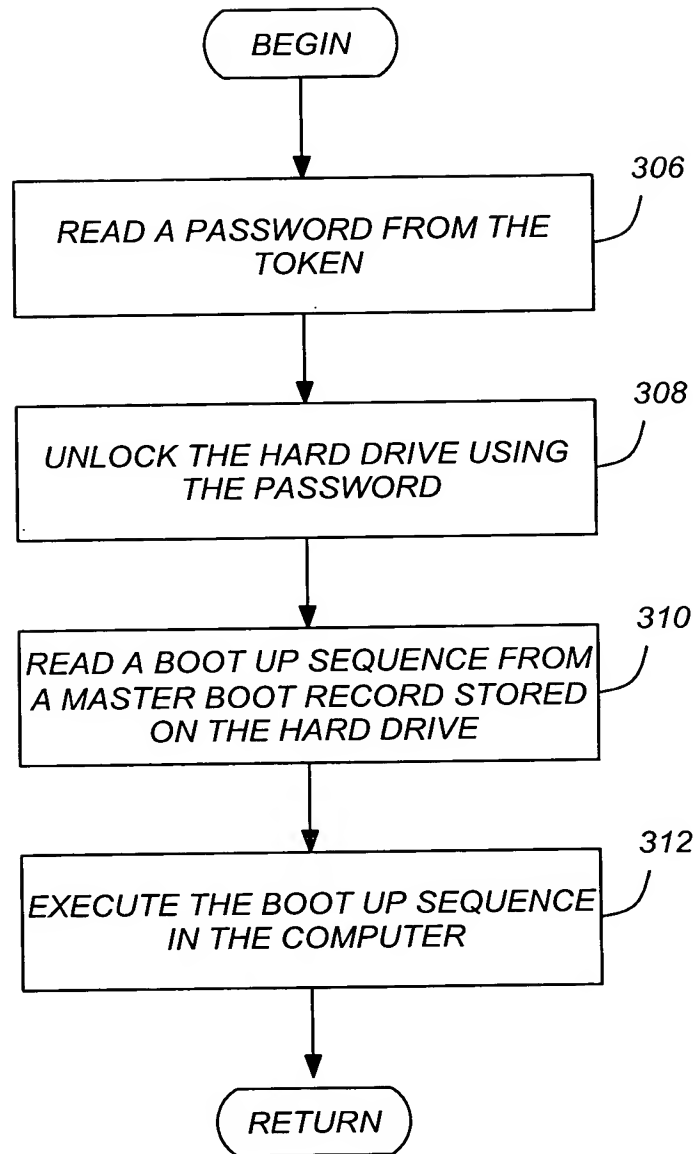 BEGIN
306
READ A PASSWORD FROM THE
TOKEN
308
UNLOCK THE HARD DRIVE USING
THE PASSWORD
310
READ A BOOT UP SEQUENCE FROM
A MASTER BOOT RECORD STORED
ON THE HARD DRIVE
312
EXECUTE THE BOOT UP SEQUENCE
IN THE COMPUTER
RETURN